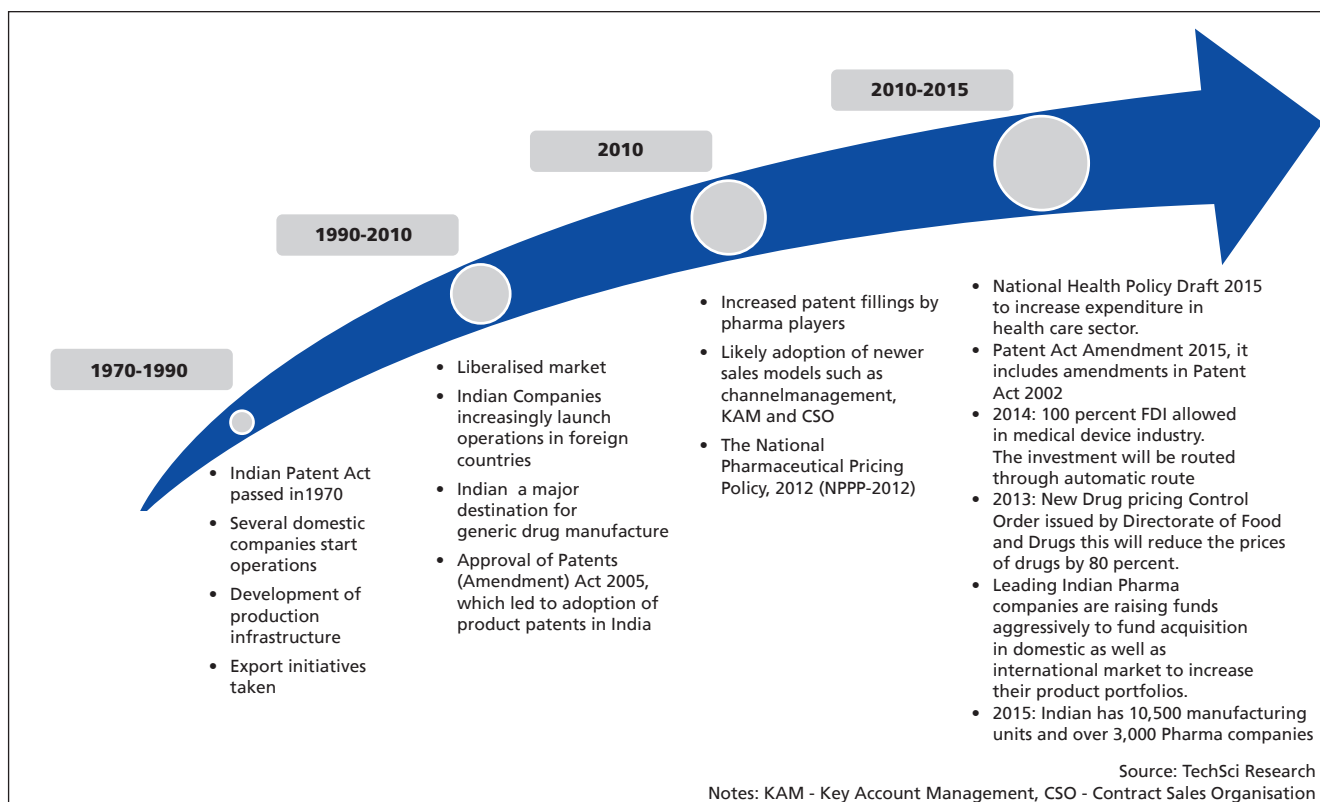 1970-1990
• Indian Patent Act
passed in1970
• Several domestic
companies start
operations
• Development of
production
infrastructure
• Export initiatives
taken
1990-2010
• Liberalised market
• Indian Companies
increasingly launch
operations in foreign
countries
• Indian a major
destination for
generic drug manufacture
• Approval of Patents
(Amendment) Act 2005,
which led to adoption of
product patents in India
2010
• Increased patent fillings by
pharma players
• Likely adoption of newer
sales models such as
channelmanagement,
KAM and CSO
• The National
Pharmaceutical Pricing
Policy, 2012 (NPPP-2012)
2010-2015
• National Health Policy Draft 2015
to increase expenditure in
health care sector.
• Patent Act Amendment 2015, it
includes amendments in Patent
Act 2002
• 2014: 100 percent FDI allowed
in medical device industry.
The investment will be routed
through automatic route
• 2013: New Drug pricing Control
Order issued by Directorate of Food
and Drugs this will reduce the prices
of drugs by 80 percent.
• Leading Indian Pharma
companies are raising funds
aggressively to fund acquisition
in domestic as well as
international market to increase
their product portfolios.
• 2015: Indian has 10,500 manufacturing
units and over 3,000 Pharma companies
Source: TechSci Research
Notes: KAM - Key Account Management, CSO - Contract Sales Organisation